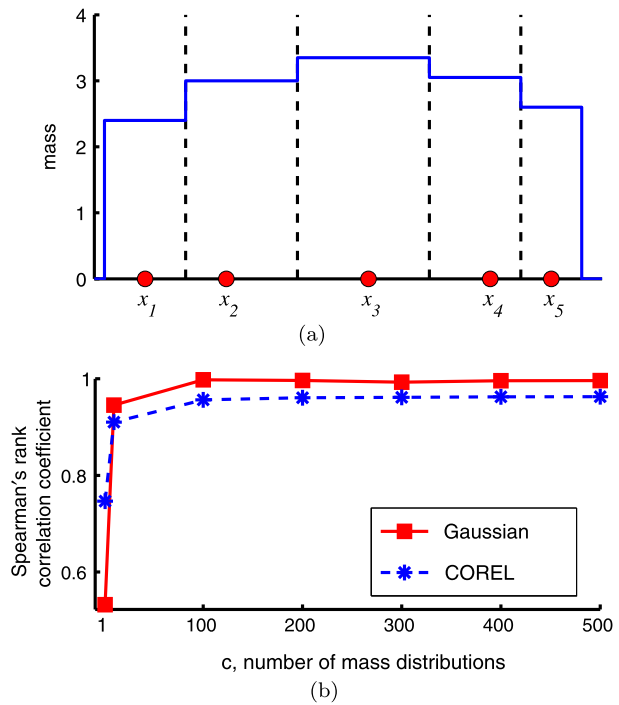 4
3
2
1
0
mass
x1 x2 x3 x4 x5
(a)
1
0.8
0.6
Spearman′s rank
correlation coefficient
Gaussian
COREL
1 100 200 300 400 500
c, number of mass distributions
(b)